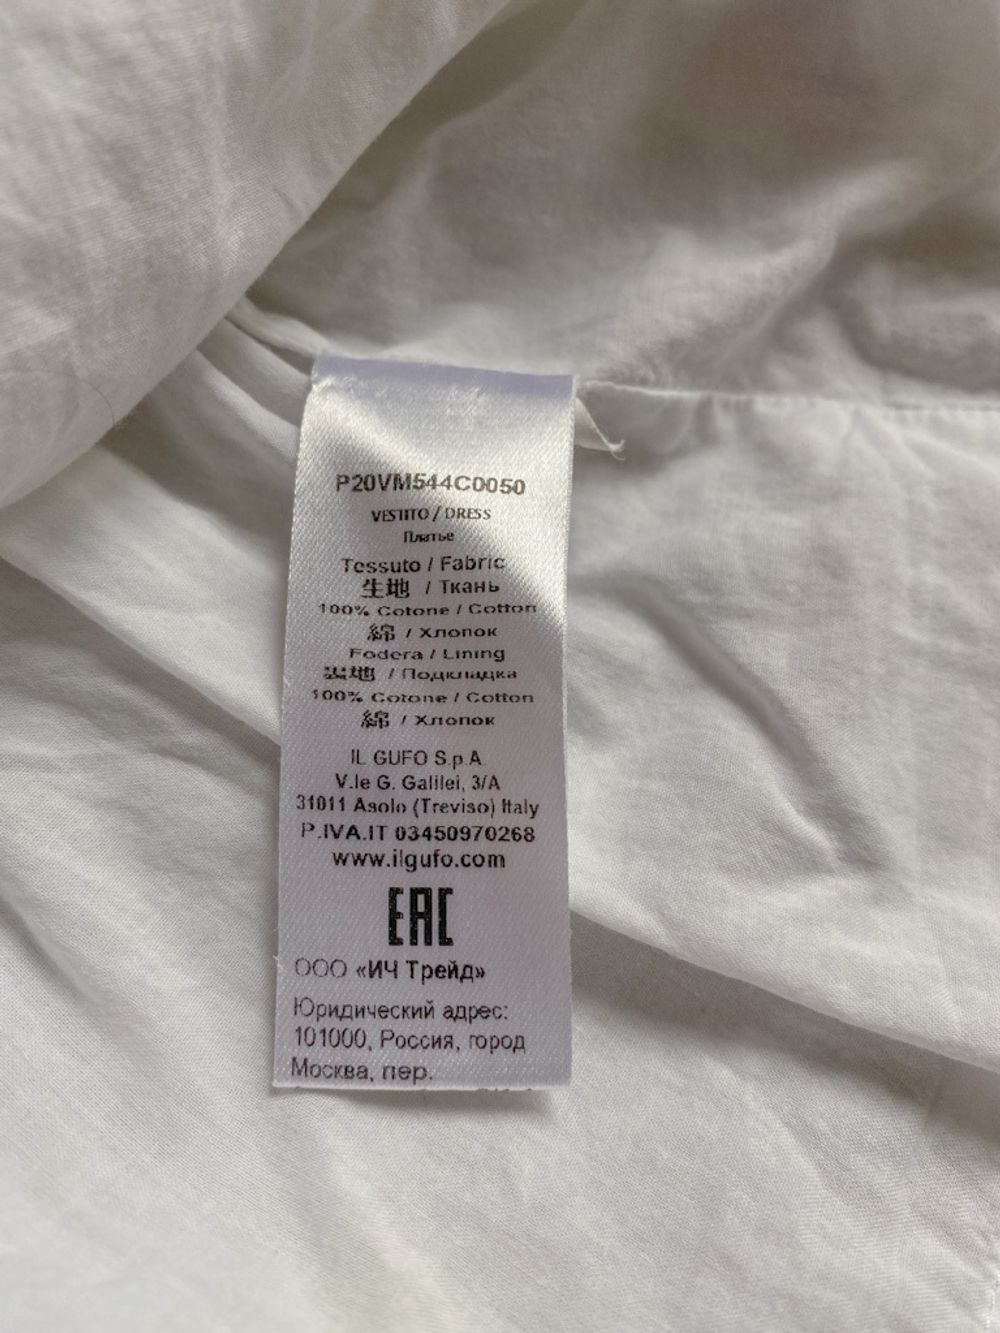 P20VM544C0050
VESTITO / DRESS
Платье
Tessuto / Fabric
生地 / Ткань
100% Cotone / Cotton
綿 / Хлопок
Fodera / Lining
裏地 / Подкладка
100% Cotone / Cotton
綿 / Хлопок
IL GUFO S.p.A.
V.le G. Galilei, 3/A
31011 Asolo (Treviso) Italy
P.IVA.IT 03450970268
www.ilgufo.com
EAC
ООО «ИЧ Трейд»
Юридический адрес:
101000, Россия, город
Москва, пер.